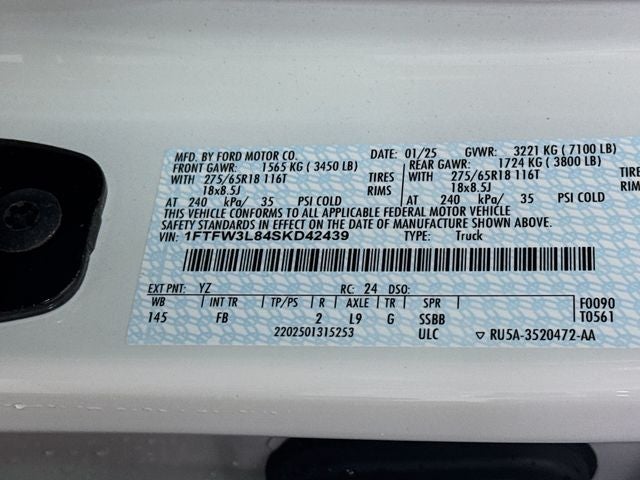 MFD. BY FORD MOTOR CO. DATE: 01/25 GVWR: 3221 KG ( 7100 LB)
FRONT GAWR: 1565 KG ( 3450 LB) REAR GAWR: 1724 KG ( 3800 LB)
WITH 275/65R18 116T TIRES WITH 275/65R18 116T TIRES
18x8.5J RIMS 18x8.5J RIMS
AT 240 kPa/ 35 PSI COLD AT 240 kPa/ 35 PSI COLD
THIS VEHICLE CONFORMS TO ALL APPLICABLE FEDERAL MOTOR VEHICLE
SAFETY STANDARDS IN EFFECT ON THE DATE OF MANUFACTURE SHOWN ABOVE.
VIN: 1FTFW3L84SKD42439 TYPE: Truck
EXT PNT: YZ RC: 24 DSO:
WB INT TR TP/PS R AXLE TR SPR F0090
145 FB 2 L9 G SSBB T0561
2202501315253 ULC ▽ RU5A-3520472-AA